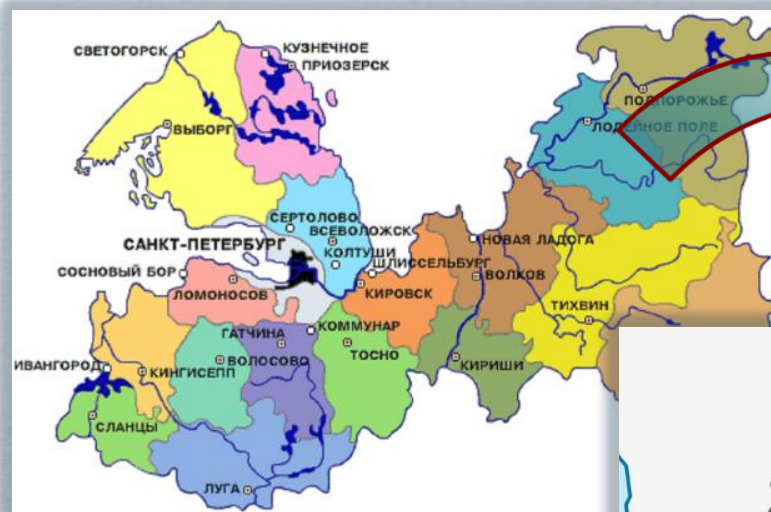 СВЕТОГОРСК
КУЗНЕЧНОЕ
ПРИОЗЕРСК
ВЫБОРГ
ПОДПОРОЖЬЕ
ЛОДЕЙНОЕ ПОЛЕ
СЕРТОЛОВО
ВСЕВОЛОЖСК
САНКТ-ПЕТЕРБУРГ
КОЛТУШИ
НОВАЯ ЛАДОГА
СОСНОВЫЙ БОР
ШЛИССЕЛЬБУРГ
ВОЛХОВ
ЛОМОНОСОВ
КИРОВСК
ТИХВИН
ГАТЧИНА
КОММУНАР
ИВАНГОРОД
КИНГИСЕПП
ВОЛОСОВО
ТОСНО
КИРИШИ
СЛАНЦЫ
ЛУГА